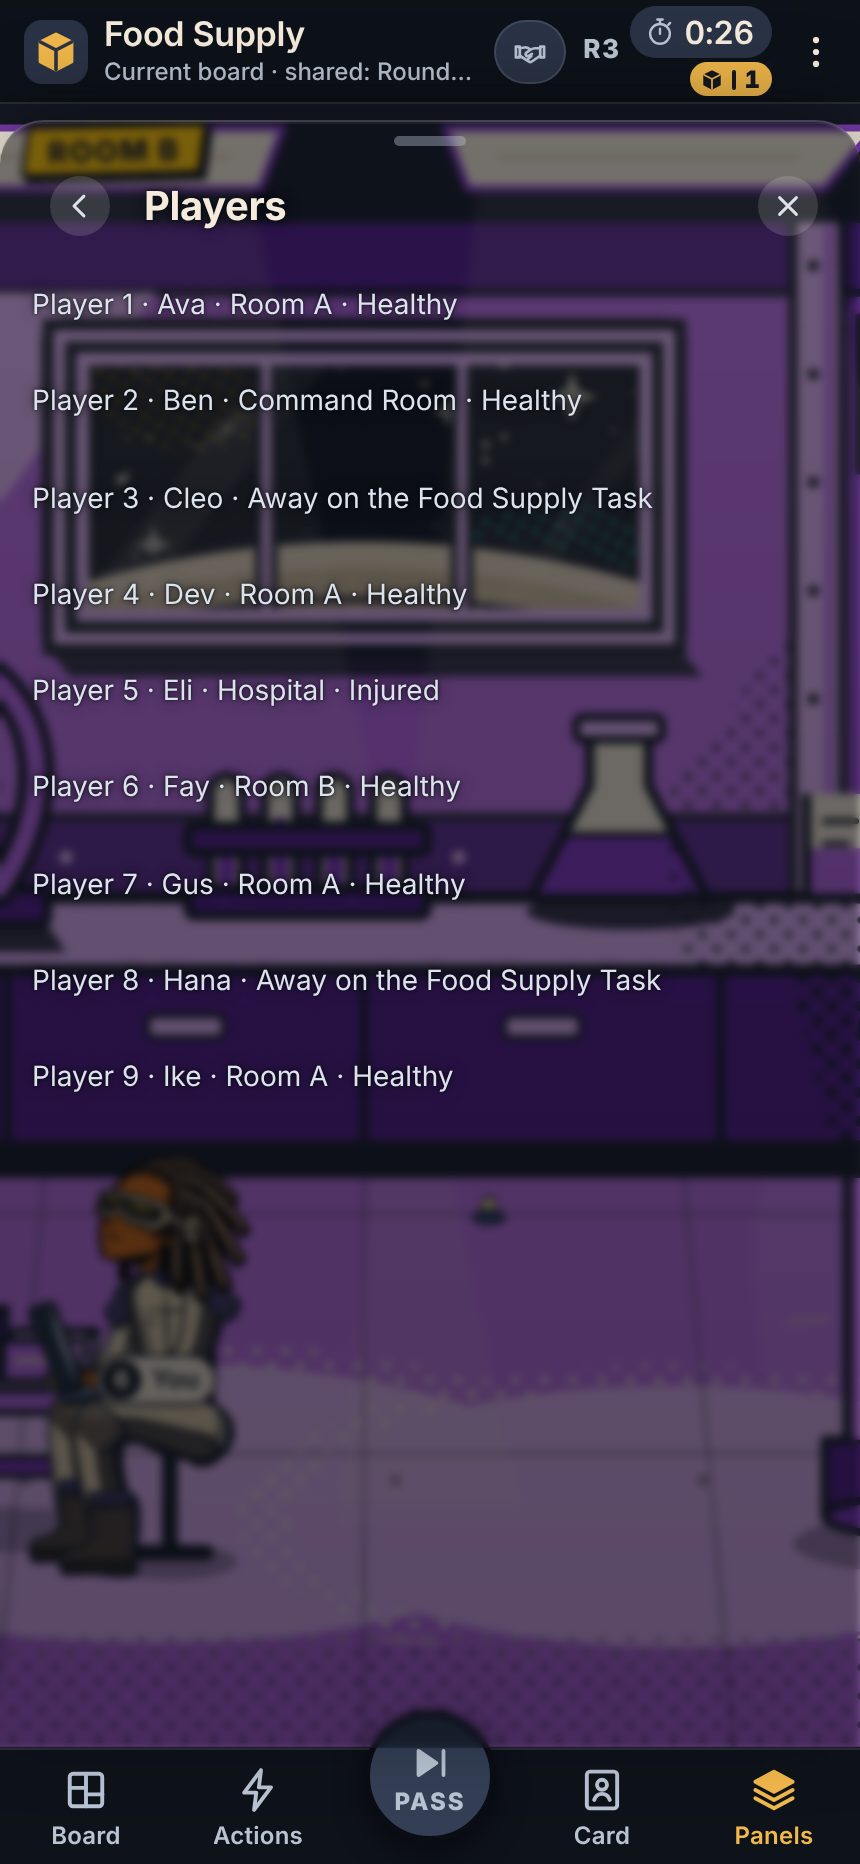 Food Supply
Current board · shared: Round...
R3
0:26
1
ROOM B
Players
Player 1 · Ava · Room A · Healthy
Player 2 · Ben · Command Room · Healthy
Player 3 · Cleo · Away on the Food Supply Task
Player 4 · Dev · Room A · Healthy
Player 5 · Eli · Hospital · Injured
Player 6 · Fay · Room B · Healthy
Player 7 · Gus · Room A · Healthy
Player 8 · Hana · Away on the Food Supply Task
Player 9 · Ike · Room A · Healthy
You
PASS
Board
Actions
Card
Panels